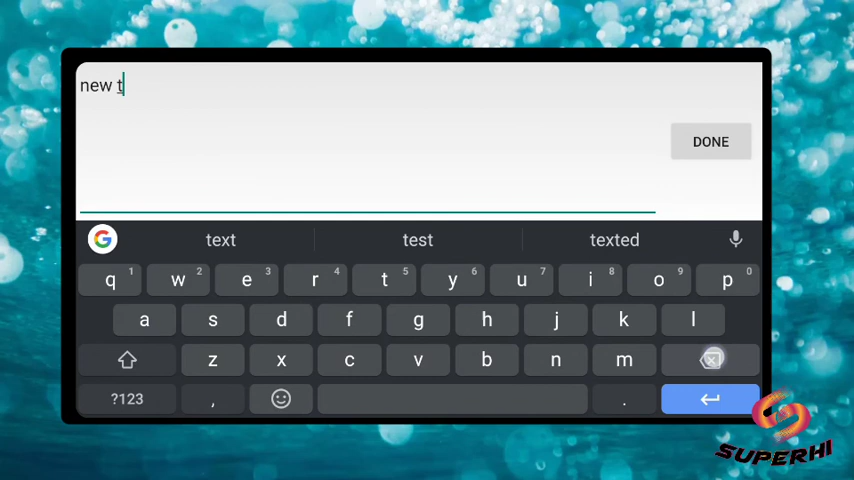 new t
DONE
G
text test texted
q 1 w 2 e 3 r 4 t 5 y 6 u 7 i 8 o 9 p 0
a s d f g h j k l
z x c v b n m
?123 , .
S
SUPERHI